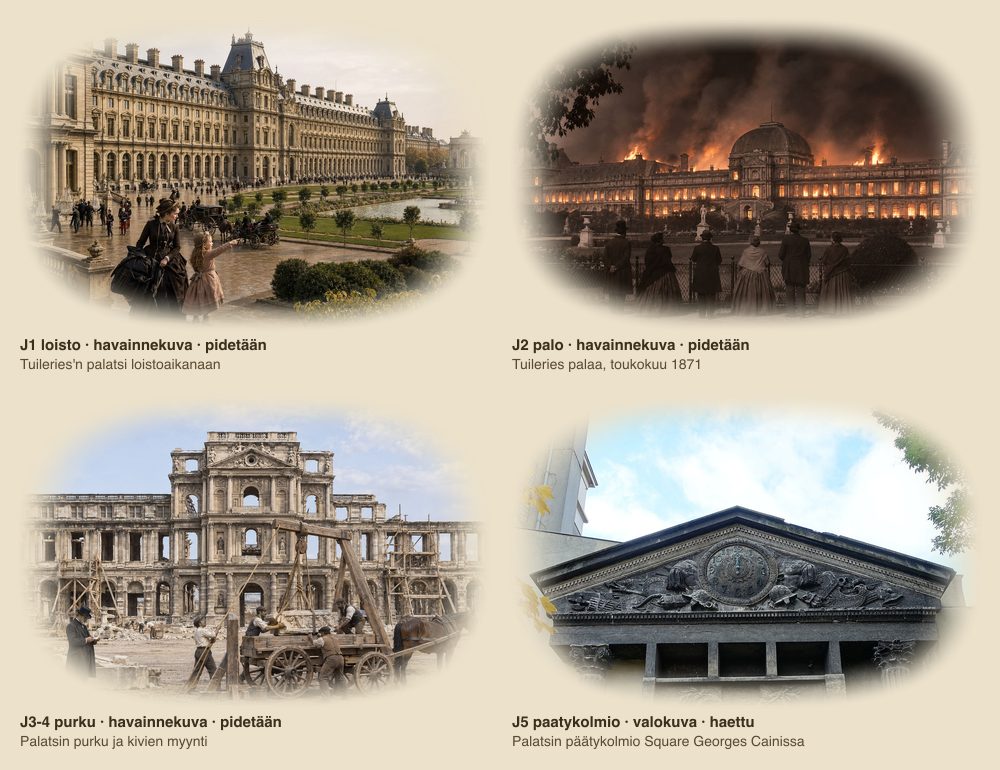 J1 loisto · havainnekuva · pidetään
Tuileries'n palatsi loistoaikanaan
J2 palo · havainnekuva · pidetään
Tuileries palaa, toukokuu 1871
J3-4 purku · havainnekuva · pidetään
Palatsin purku ja kivien myynti
J5 paatykolmio · valokuva · haettu
Palatsin päätykolmio Square Georges Cainissa